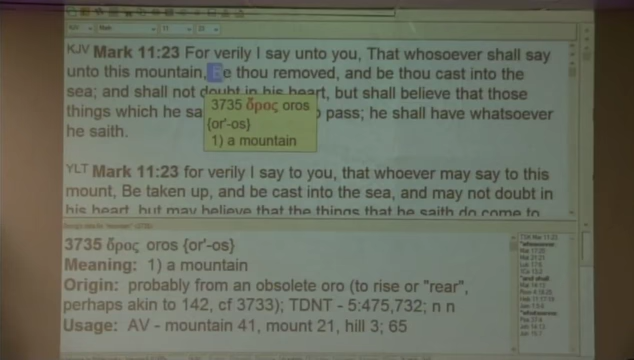 KJV Mark 11:23 For verily I say unto you, That whosoever shall say
unto this mountain, Be thou removed, and be thou cast into the
sea; and shall not doubt in his heart, but shall believe that those
things which he sa pass; he shall have whatsoever
he saith.
3735 ὄρος oros
{or'-os}
1) a mountain
YLT Mark 11:23 for verily I say to you, that whoever may say to this
mount, Be taken up, and be cast into the sea, and may not doubt in
his heart, but may believe that the things that he saith do come to
3735 ὄρος oros {or'-os}
Meaning: 1) a mountain
Origin: probably from an obsolete oro (to rise or "rear",
perhaps akin to 142, cf 3733); TDNT - 5:475,732; n n
Usage: AV - mountain 41, mount 21, hill 3; 65